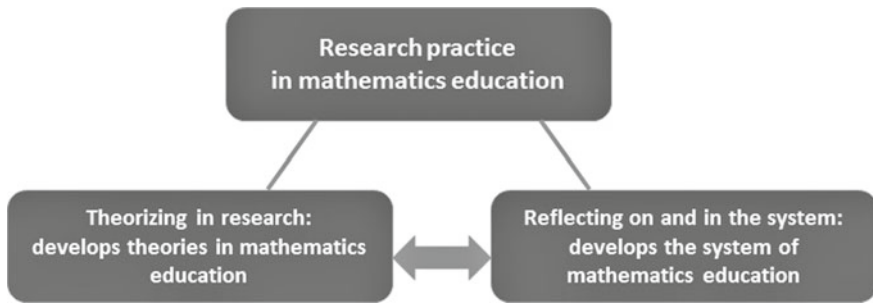 Research practice
in mathematics education
Theorizing in research:
develops theories in mathematics
education
Reflecting on and in the system:
develops the system of
mathematics education